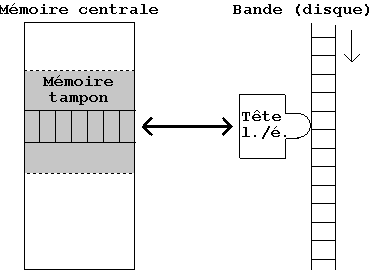 Mémoire centrale
Bande (disque)
Mémoire
tampon
Tête
l./é.